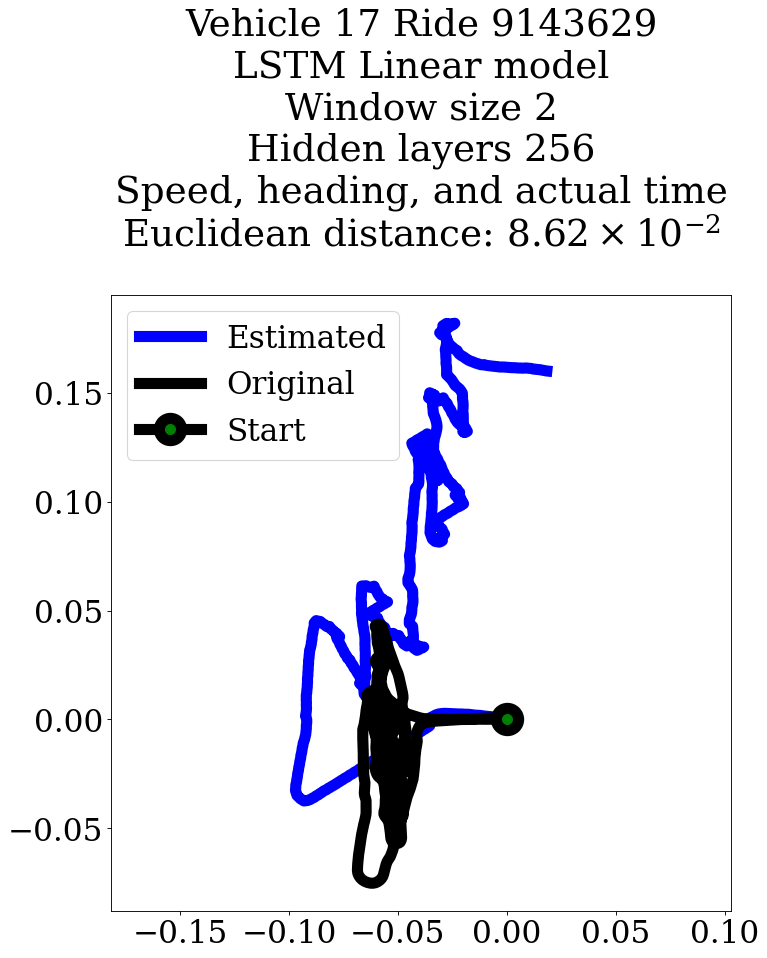 Vehicle 17 Ride 9143629
LSTM Linear model
Window size 2
Hidden layers 256
Speed, heading, and actual time
Euclidean distance: 8.62 × 10⁻²
Estimated
Original
Start
0.15
0.10
0.05
0.00
−0.05
−0.15 −0.10 −0.05 0.00 0.05 0.10